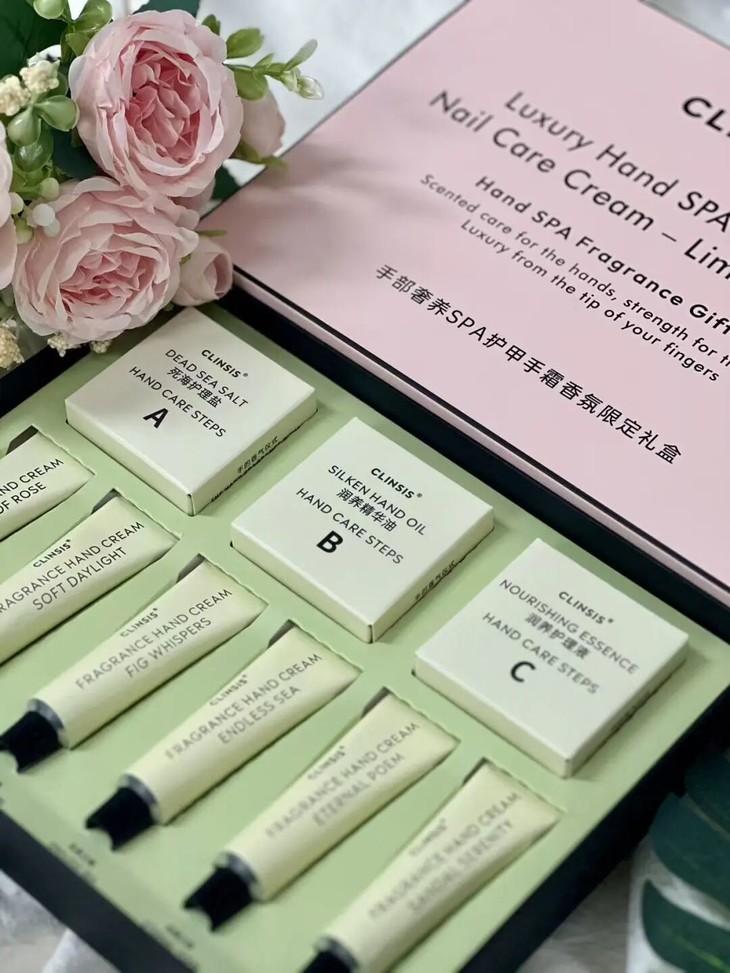 Luxury Hand SPA
Nail Care Cream –
Hand SPA Fragrance
Scented care for the hands, strength for
Luxury from the tip of your fingers
手部奢养SPA护甲手霜香氛限定礼盒
CLINSIS®
DEAD SEA SALT
死海护理盐
HAND CARE STEPS
A
CLINSIS®
SILKEN HAND OIL
润养精华油
HAND CARE STEPS
B
CLINSIS®
NOURISHING ESSENCE
润养护理液
HAND CARE STEPS
C
HAND CREAM
OF ROSE
CLINSIS®
FRAGRANCE HAND CREAM
SOFT DAYLIGHT
CLINSIS®
FRAGRANCE HAND CREAM
FIG WHISPERS
CLINSIS®
FRAGRANCE HAND CREAM
ENDLESS SEA
CLINSIS®
FRAGRANCE HAND CREAM
ETERNAL POEM
CLINSIS®
FRAGRANCE HAND CREAM
SANDAL SERENITY